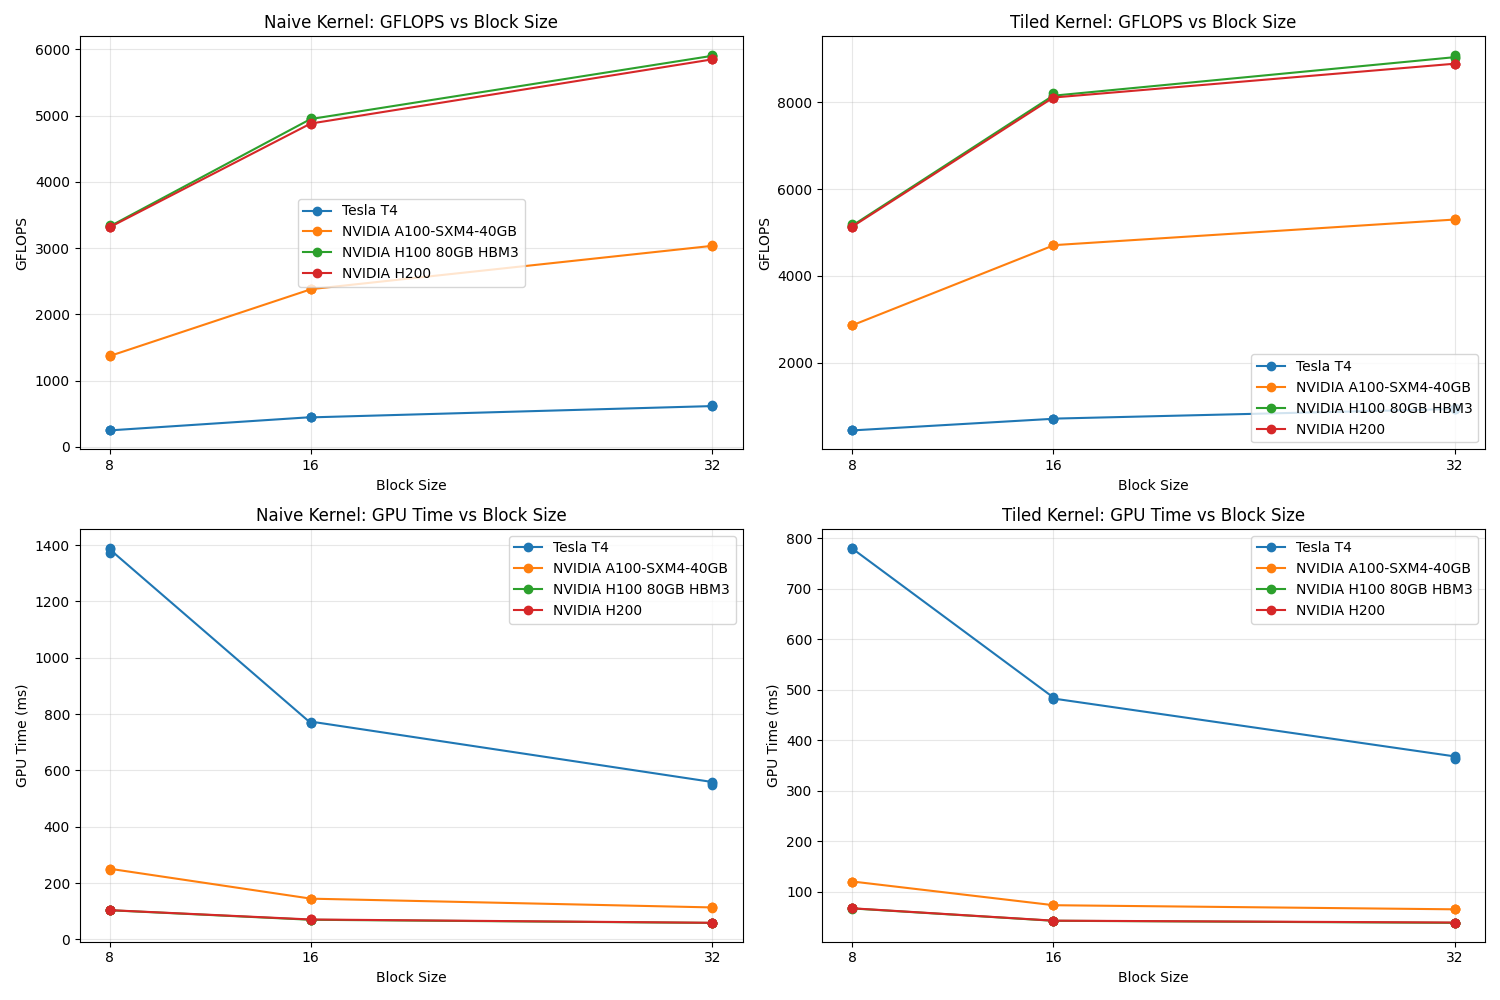 Naive Kernel: GFLOPS vs Block Size
GFLOPS
6000
5000
4000
3000
2000
1000
0
Tesla T4
NVIDIA A100-SXM4-40GB
NVIDIA H100 80GB HBM3
NVIDIA H200
8
16
32
Block Size
Tiled Kernel: GFLOPS vs Block Size
GFLOPS
8000
6000
4000
2000
Tesla T4
NVIDIA A100-SXM4-40GB
NVIDIA H100 80GB HBM3
NVIDIA H200
8
16
32
Block Size
Naive Kernel: GPU Time vs Block Size
GPU Time (ms)
1400
1200
1000
800
600
400
200
0
Tesla T4
NVIDIA A100-SXM4-40GB
NVIDIA H100 80GB HBM3
NVIDIA H200
8
16
32
Block Size
Tiled Kernel: GPU Time vs Block Size
GPU Time (ms)
800
700
600
500
400
300
200
100
Tesla T4
NVIDIA A100-SXM4-40GB
NVIDIA H100 80GB HBM3
NVIDIA H200
8
16
32
Block Size